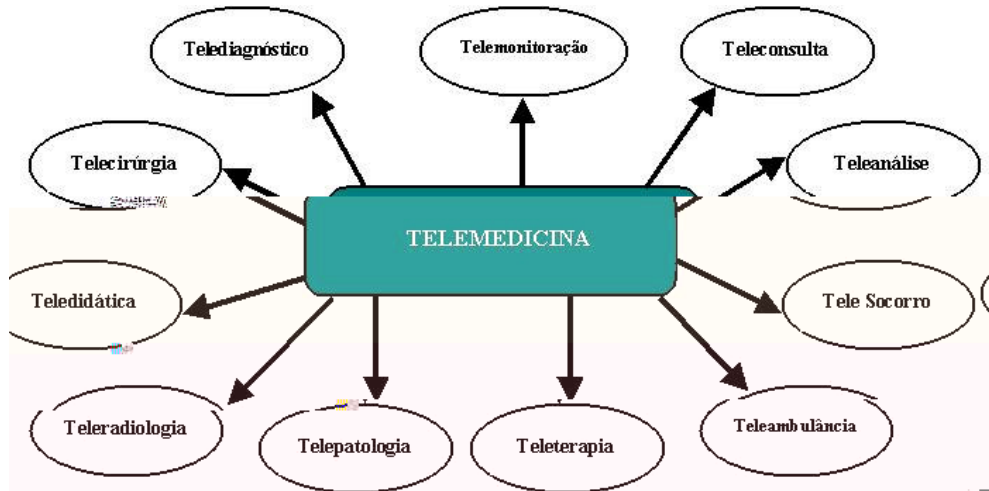 Telediagnóstico
Telemonitoração
Teleconsulta
Telecirúrgia
Teleanálise
TELEMEDICINA
Teledidática
Tele Socorro
Teleradiologia
Telepatologia
Teleterapia
Teleambulância